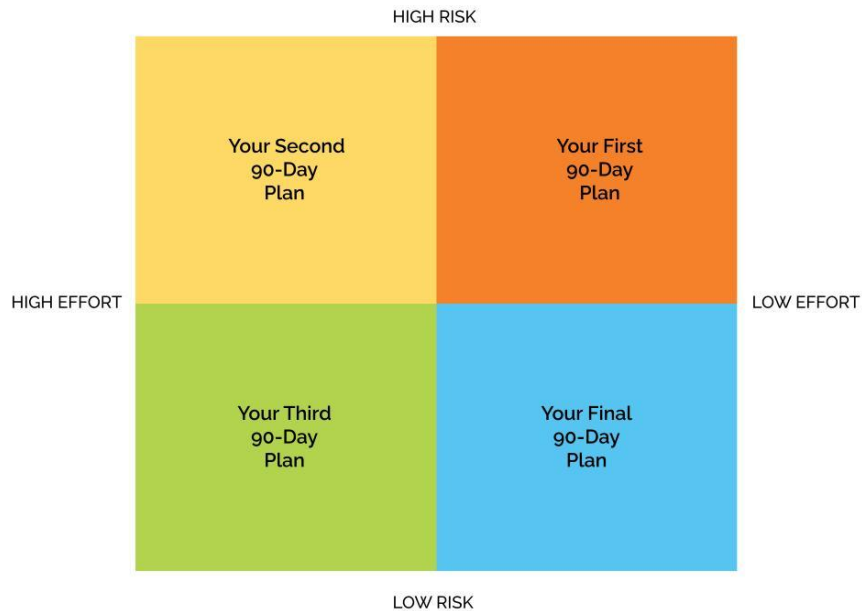 HIGH RISK
Your Second
90-Day
Plan
Your First
90-Day
Plan
HIGH EFFORT
LOW EFFORT
Your Third
90-Day
Plan
Your Final
90-Day
Plan
LOW RISK